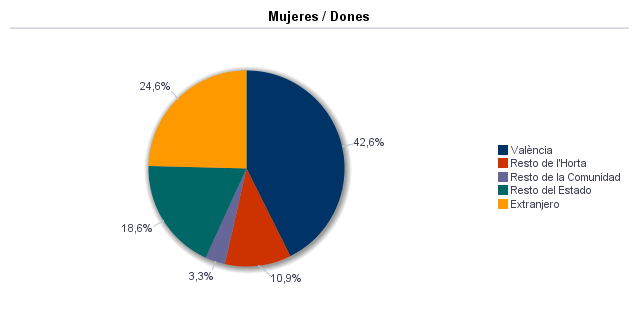 Mujeres / Dones
24,6%
42,6%
18,6%
3,3%
10,9%
València
Resto de l'Horta
Resto de la Comunidad
Resto del Estado
Extranjero